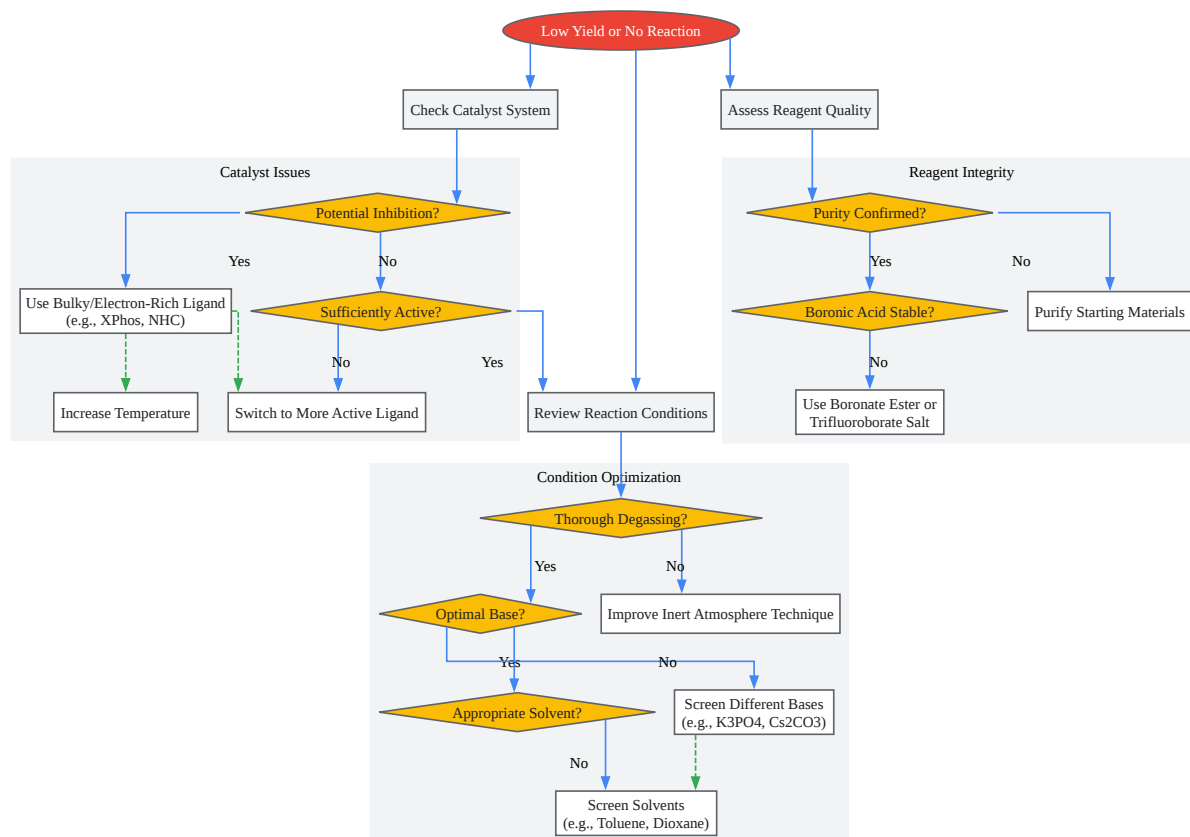 Low Yield or No Reaction
Check Catalyst System
Assess Reagent Quality
Catalyst Issues
Reagent Integrity
Potential Inhibition?
Purity Confirmed?
Yes
No
Yes
No
Use Bulky/Electron-Rich Ligand
(e.g., XPhos, NHC)
Sufficiently Active?
Boronic Acid Stable?
Purify Starting Materials
No
Yes
No
Increase Temperature
Switch to More Active Ligand
Review Reaction Conditions
Use Boronate Ester or
Trifluoroborate Salt
Condition Optimization
Thorough Degassing?
Yes
No
Optimal Base?
Improve Inert Atmosphere Technique
Yes
No
Appropriate Solvent?
Screen Different Bases
(e.g., K3PO4, Cs2CO3)
No
Screen Solvents
(e.g., Toluene, Dioxane)